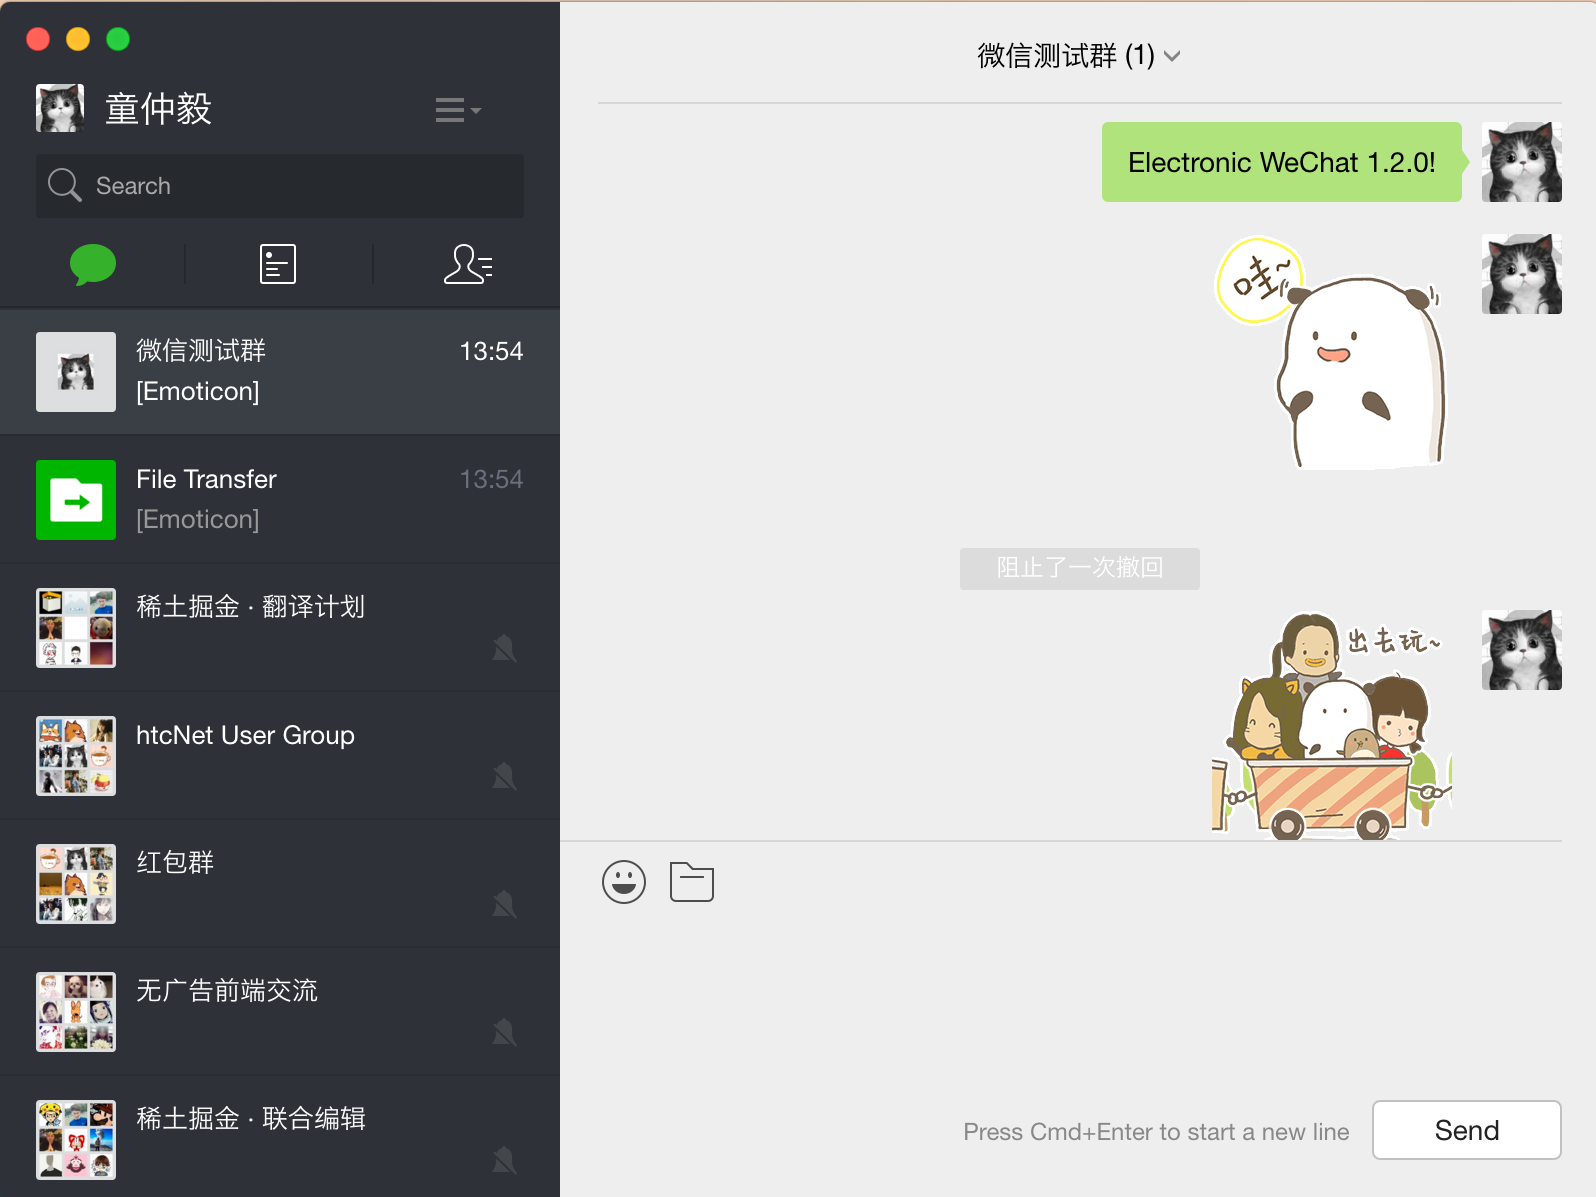 童仲毅
Search
微信测试群
13:54
[Emoticon]
File Transfer
13:54
[Emoticon]
稀土掘金 · 翻译计划
htcNet User Group
红包群
无广告前端交流
稀土掘金 · 联合编辑
微信测试群 (1)
Electronic WeChat 1.2.0!
哇~
阻止了一次撤回
出去玩~
Press Cmd+Enter to start a new line
Send